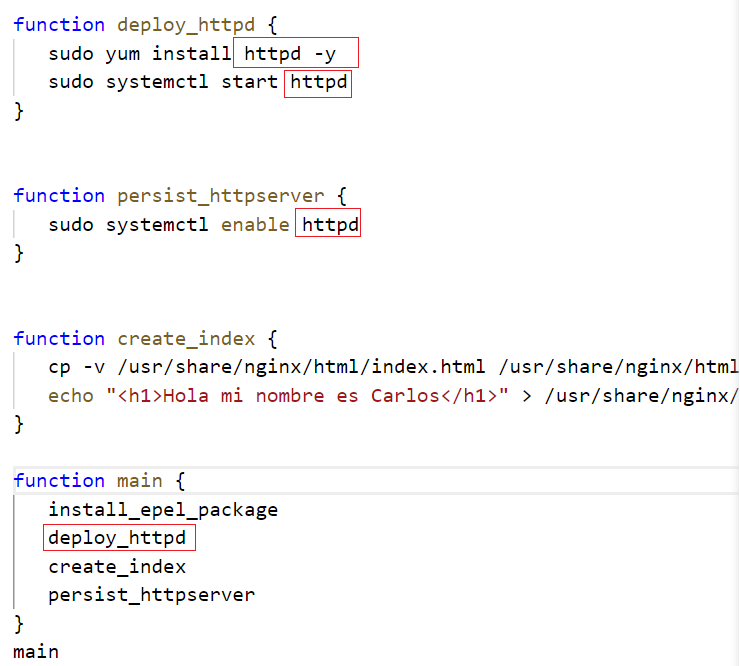 function deploy_httpd {
sudo yum install httpd -y
sudo systemctl start httpd
}
function persist_httpserver {
sudo systemctl enable httpd
}
function create_index {
cp -v /usr/share/nginx/html/index.html /usr/share/nginx/html
echo "<h1>Hola mi nombre es Carlos</h1>" > /usr/share/nginx/
}
function main {
install_epel_package
deploy_httpd
create_index
persist_httpserver
}
main